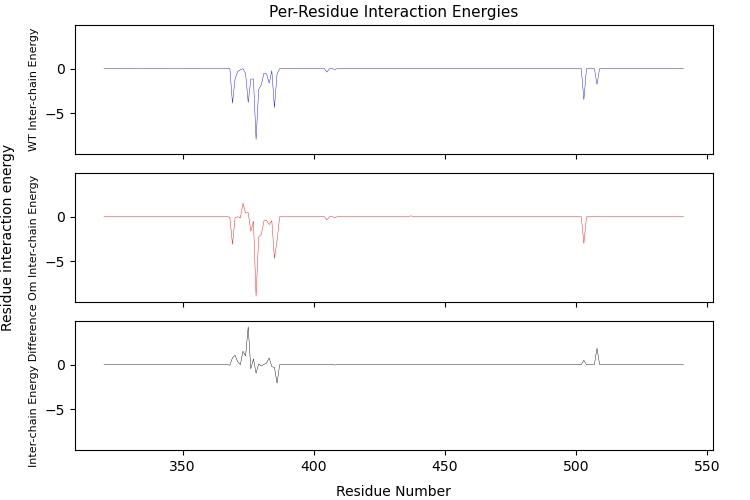 Per-Residue Interaction Energies
Residue interaction energy
WT Inter-chain Energy
0
−5
Om Inter-chain Energy
0
−5
Inter-chain Energy Difference
0
−5
350
400
450
500
550
Residue Number